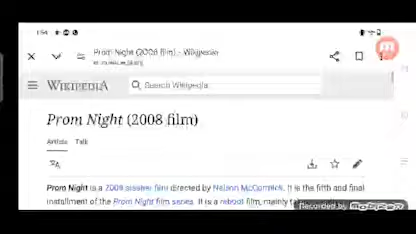 1:54
Prom Night (2008 film) - Wikipedia
WIKIPEDIA
Search Wikipedia
Prom Night (2008 film)
Article Talk
Prom Night is a 2008 slasher film directed by Nelson McCormick. It is the fifth and final
installment of the Prom Night film series. It is a reboot film, mainly
Recorded by